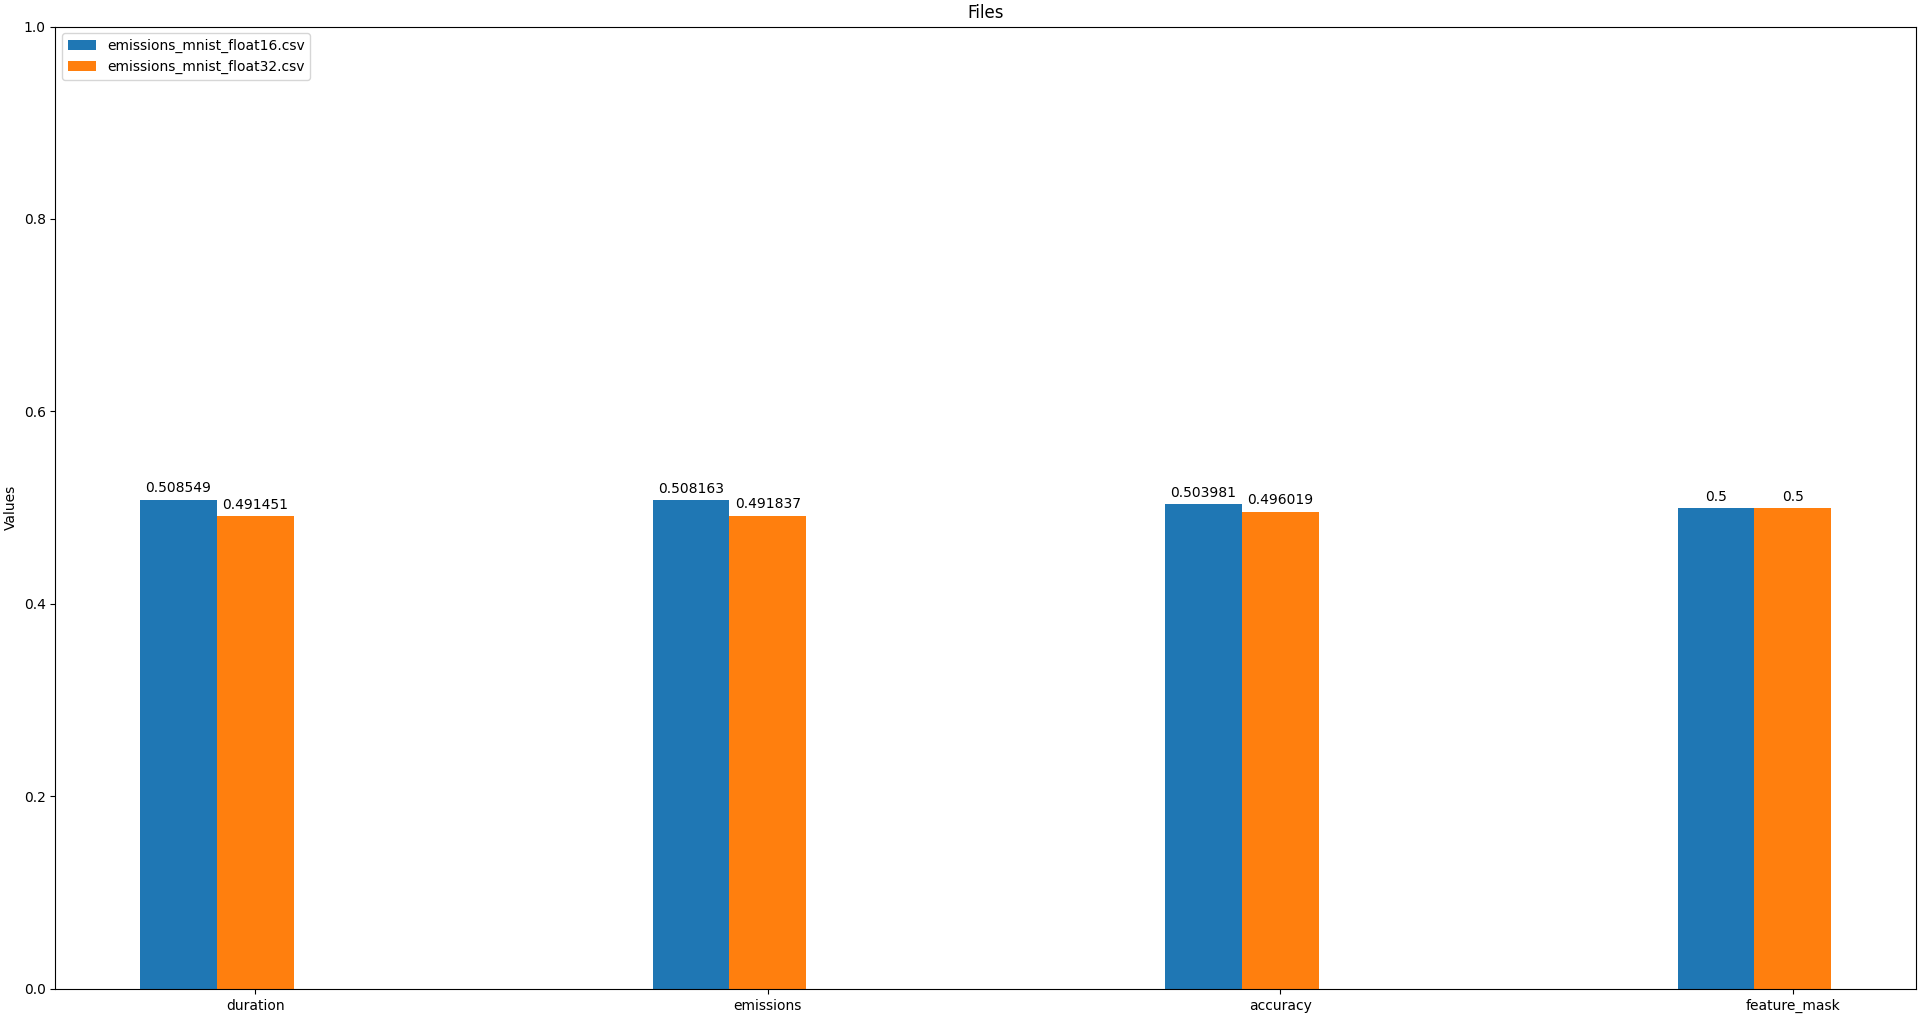 Files
emissions_mnist_float16.csv
emissions_mnist_float32.csv
Values
1.0
0.8
0.6
0.4
0.2
0.0
0.508549
0.491451
0.508163
0.491837
0.503981
0.496019
0.5
0.5
duration
emissions
accuracy
feature_mask